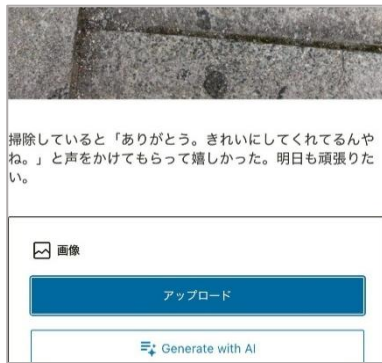 掃除していると「ありがとう。きれいにしてくれてるんや
ね。」と声をかけてもらって嬉しかった。明日も頑張りた
い。
画像
アップロード
Generate with AI